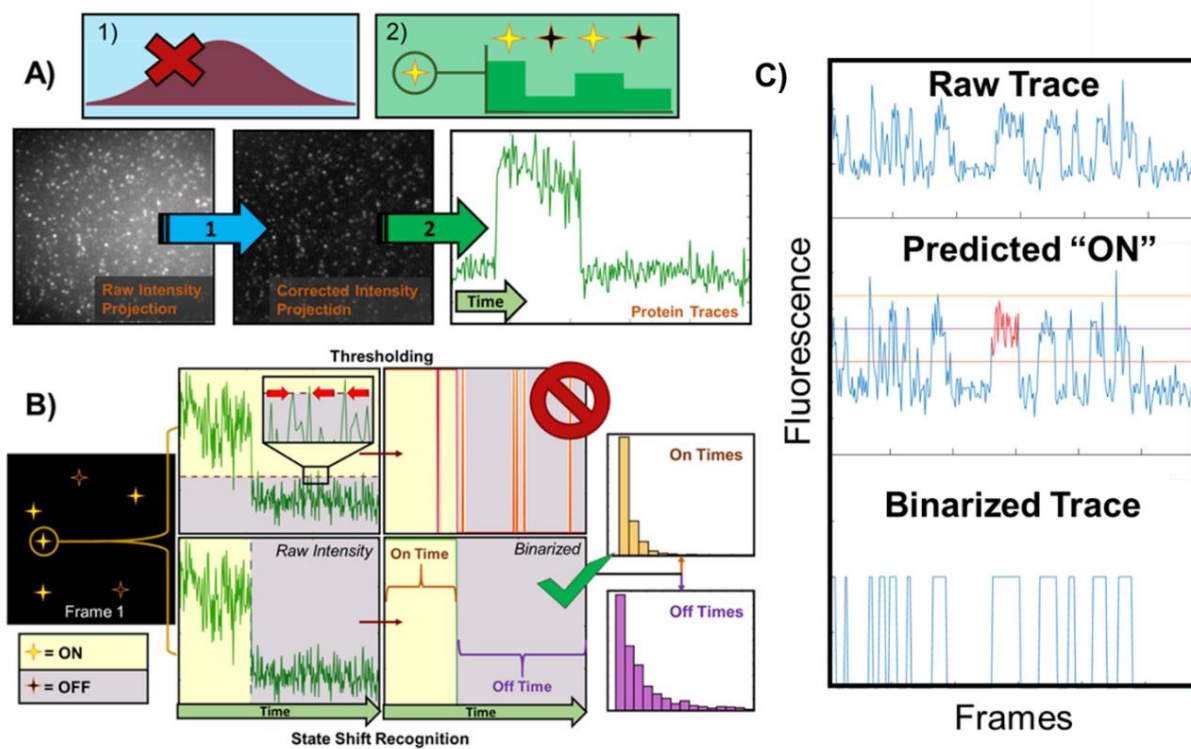 A)
1)
2)
1
2
Raw Intensity
Projection
Corrected Intensity
Projection
Time
Protein Traces
B)
Thresholding
Frame 1
= ON
= OFF
Raw Intensity
Binarized
On Time
Off Time
Time
Time
State Shift Recognition
On Times
Off Times
C)
Raw Trace
Predicted “ON”
Binarized Trace
Fluorescence
Frames